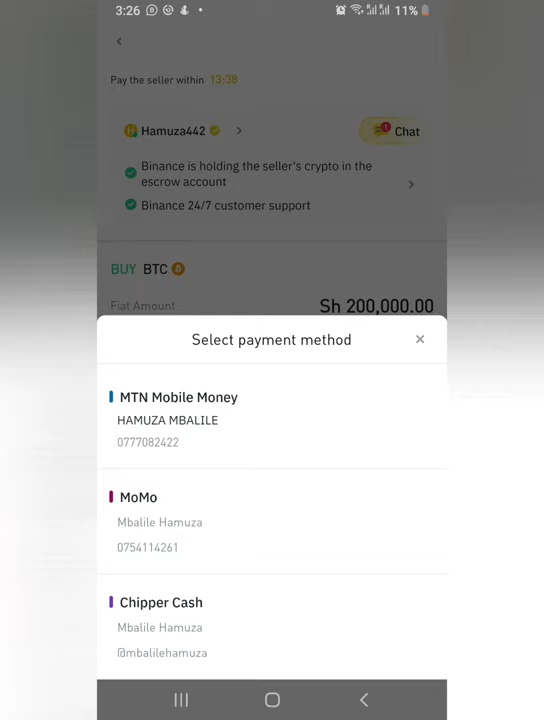 3:26
11%
Pay the seller within 13:38
Hamuza442
Chat
Binance is holding the seller's crypto in the
escrow account
Binance 24/7 customer support
BUY BTC
Fiat Amount Sh 200,000.00
Select payment method
MTN Mobile Money
HAMUZA MBALILE
0777082422
MoMo
Mbalile Hamuza
0754114261
Chipper Cash
Mbalile Hamuza
@mbalilehamuza